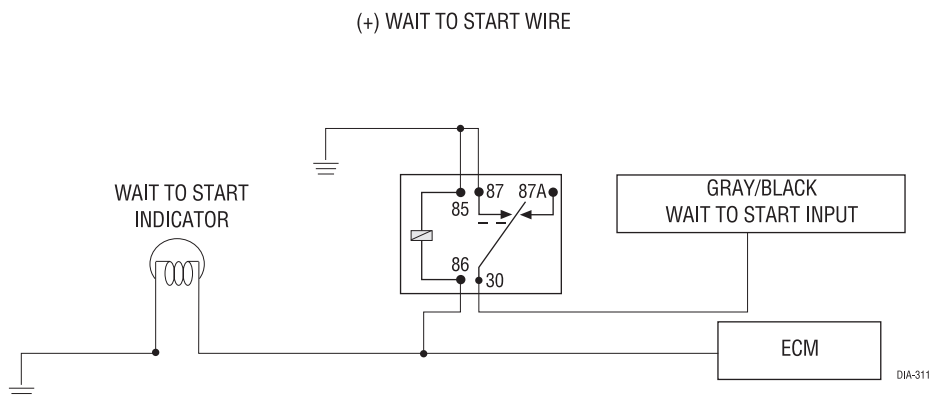 (+) WAIT TO START WIRE
WAIT TO START
INDICATOR
85
87
87A
86
30
GRAY/BLACK
WAIT TO START INPUT
ECM
DIA-311